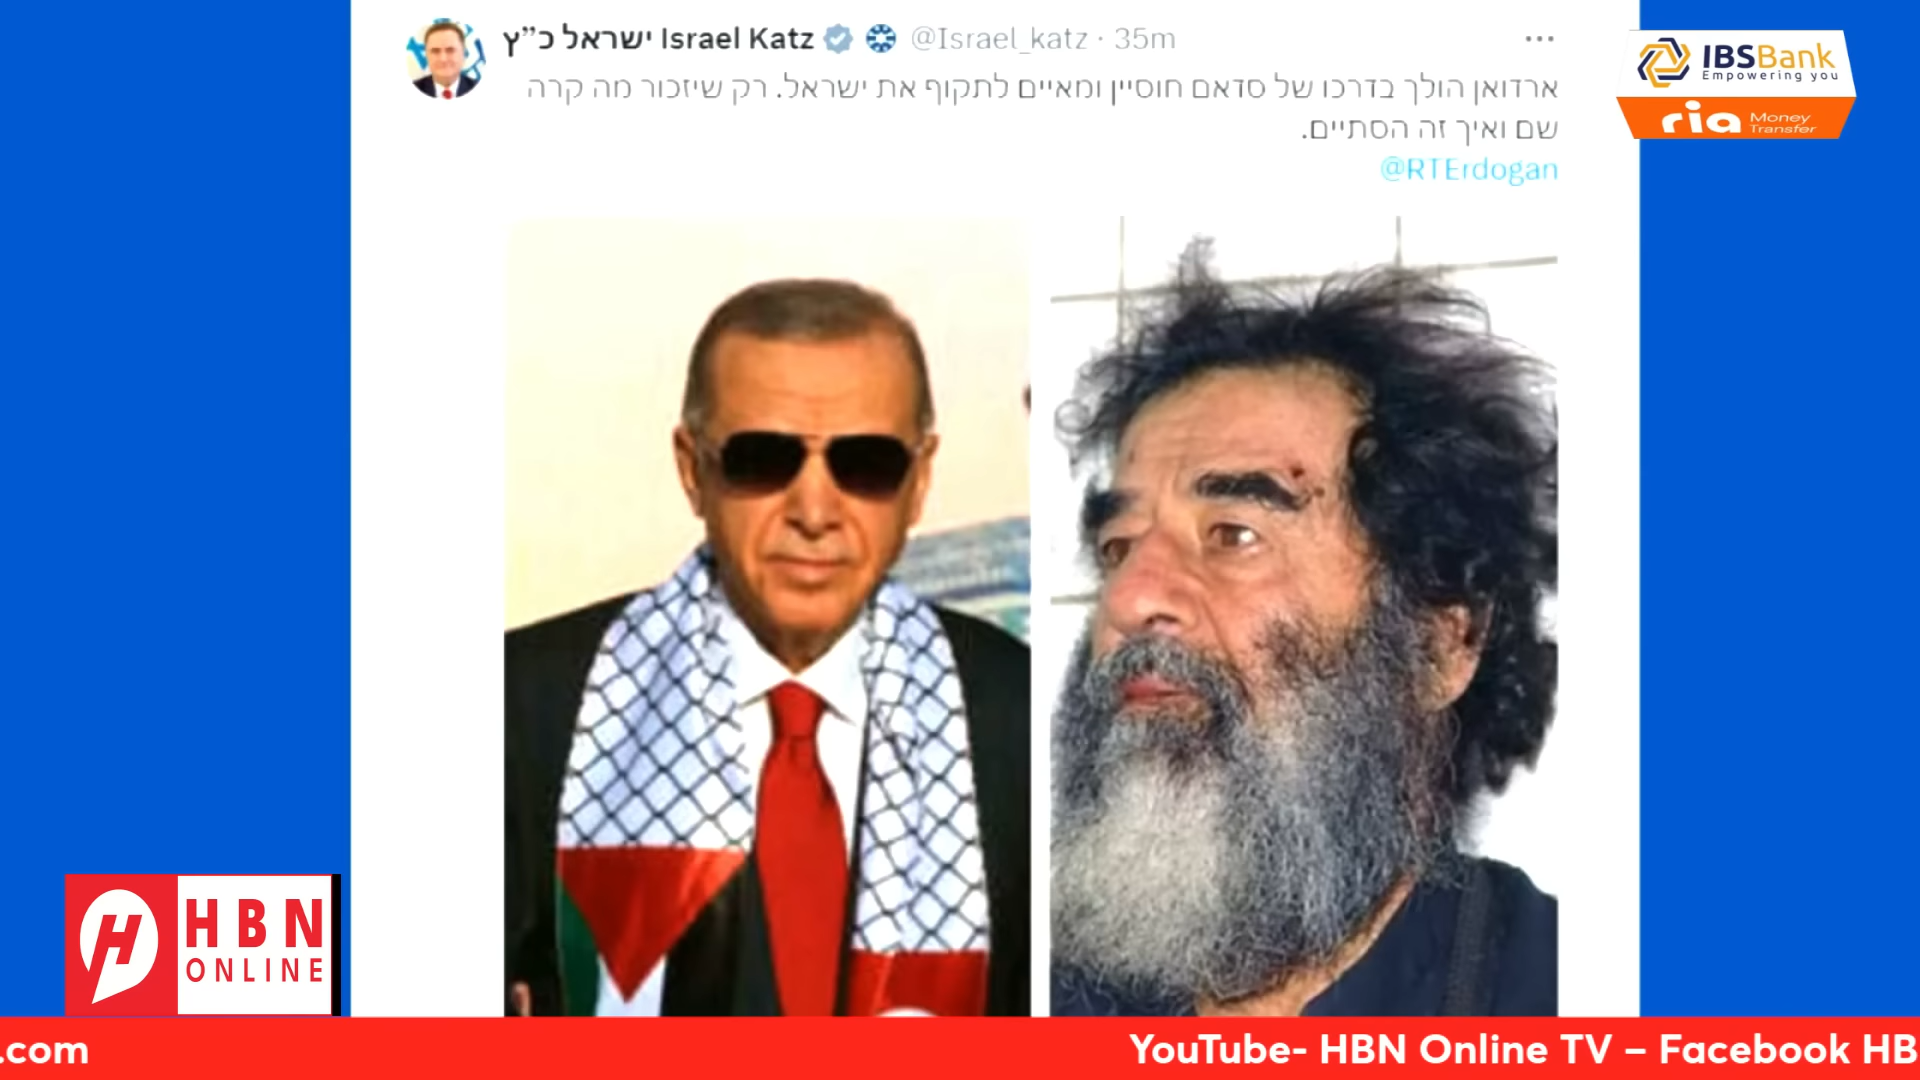 ישראל כ”ץ Israel Katz @Israel_katz · 35m
ארדואן הולך בדרכו של סדאם חוסיין ומאיים לתקוף את ישראל. רק שיזכור מה קרה
שם ואיך זה הסתיים.
@RTErdogan
IBSBank
Empowering you
ria Money
Transfer
HBN
ONLINE
.com YouTube- HBN Online TV – Facebook HB